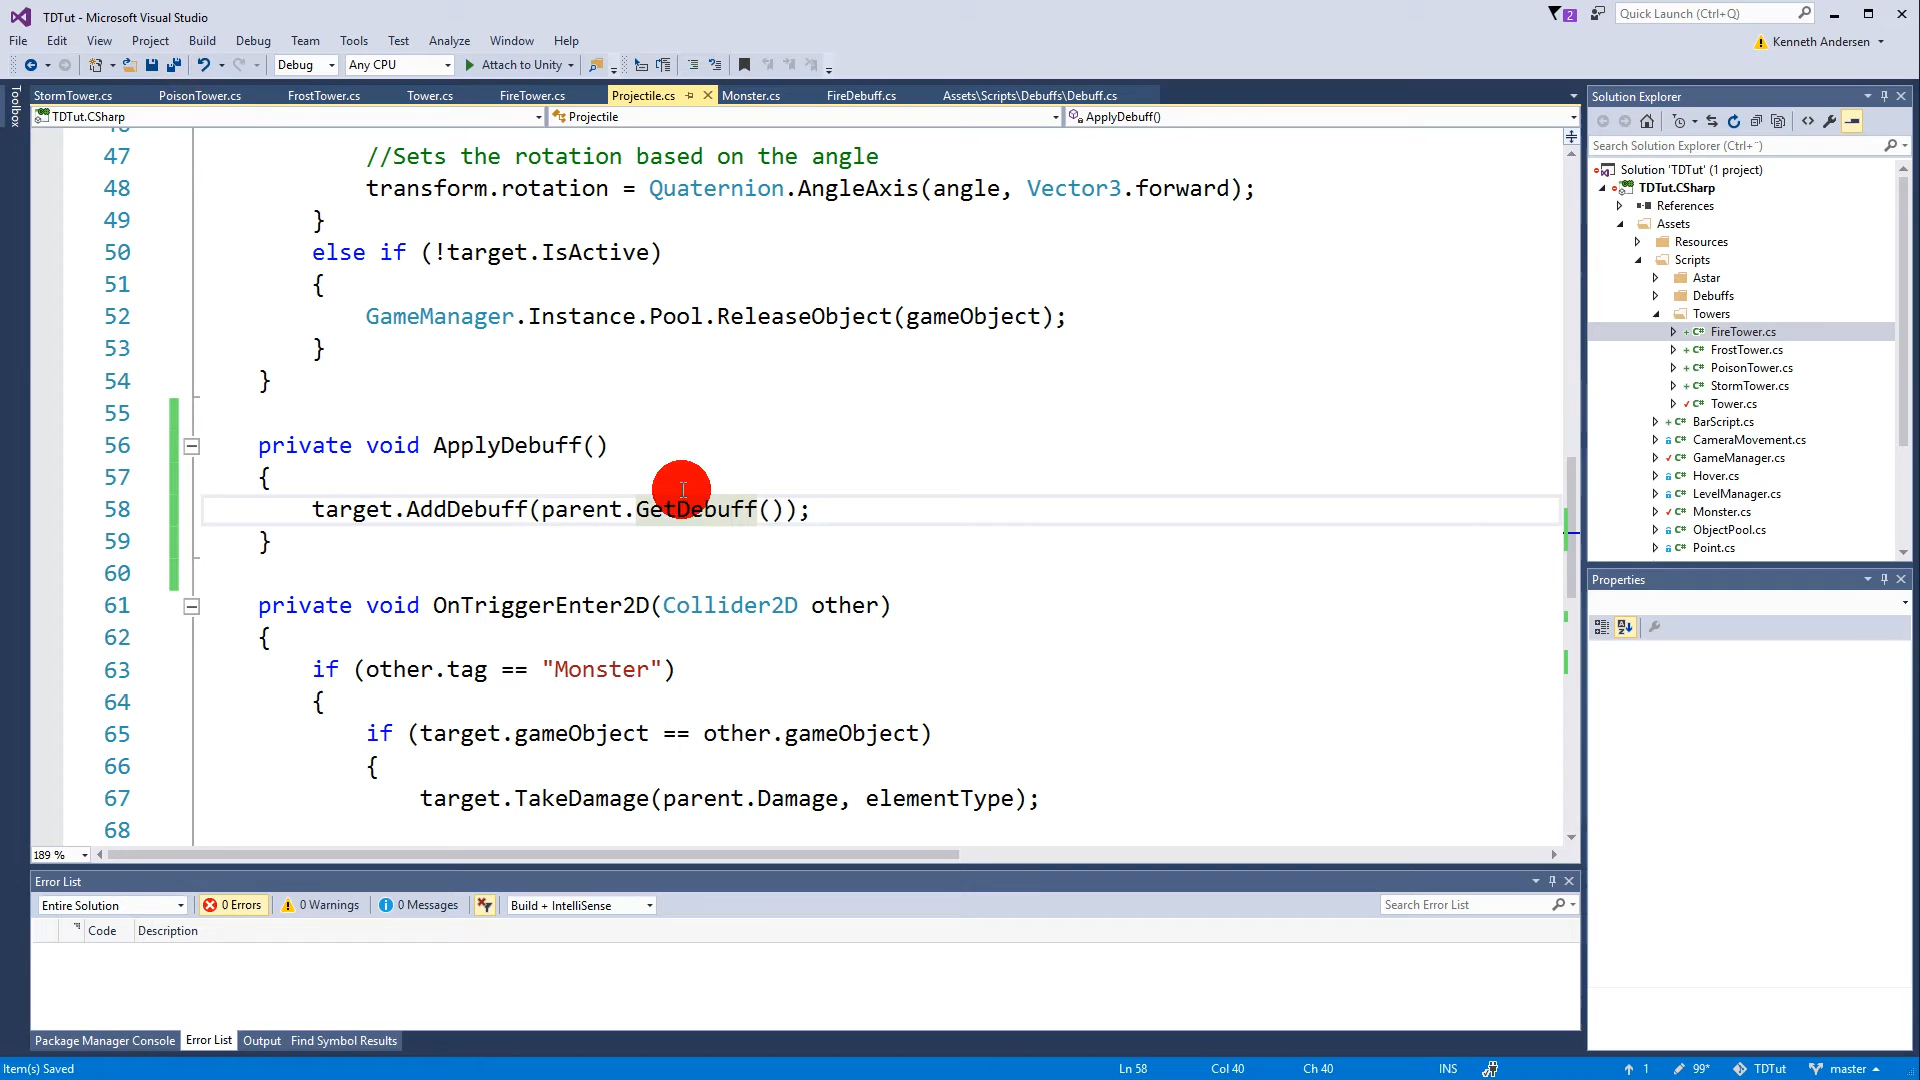 TDTut - Microsoft Visual Studio
2
Quick Launch (Ctrl+Q)
File Edit View Project Build Debug Team Tools Test Analyze Window Help
Kenneth Andersen
Debug Any CPU Attach to Unity
Toolbox
StormTower.cs PoisonTower.cs FrostTower.cs Tower.cs FireTower.cs Projectile.cs Monster.cs FireDebuff.cs Assets\Scripts\Debuffs\Debuff.cs
TDTut.CSharp Projectile ApplyDebuff()
47 //Sets the rotation based on the angle
48 transform.rotation = Quaternion.AngleAxis(angle, Vector3.forward);
49 }
50 else if (!target.IsActive)
51 {
52 GameManager.Instance.Pool.ReleaseObject(gameObject);
53 }
54 }
55
56 private void ApplyDebuff()
57 {
58 target.AddDebuff(parent.GetDebuff());
59 }
60
61 private void OnTriggerEnter2D(Collider2D other)
62 {
63 if (other.tag == "Monster")
64 {
65 if (target.gameObject == other.gameObject)
66 {
67 target.TakeDamage(parent.Damage, elementType);
68
189 %
Solution Explorer
Search Solution Explorer (Ctrl+¨)
Solution 'TDTut' (1 project)
TDTut.CSharp
References
Assets
Resources
Scripts
Astar
Debuffs
Towers
FireTower.cs
FrostTower.cs
PoisonTower.cs
StormTower.cs
Tower.cs
BarScript.cs
CameraMovement.cs
GameManager.cs
Hover.cs
LevelManager.cs
Monster.cs
ObjectPool.cs
Point.cs
Properties
Error List
Entire Solution 0 Errors 0 Warnings 0 Messages Build + IntelliSense Search Error List
Code Description
Package Manager Console Error List Output Find Symbol Results
Item(s) Saved Ln 58 Col 40 Ch 40 INS 1 99* TDTut master